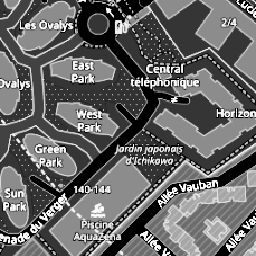 Les Ovalys
2/4
East
Park
Central
téléphonique
Ovalys
West
Park
Horizon
Green
Park
Jardin japonais
d'Ichikawa
Sun
Park
140-144
Allée Vauban
Piscine
AquaZena
Allée Vau